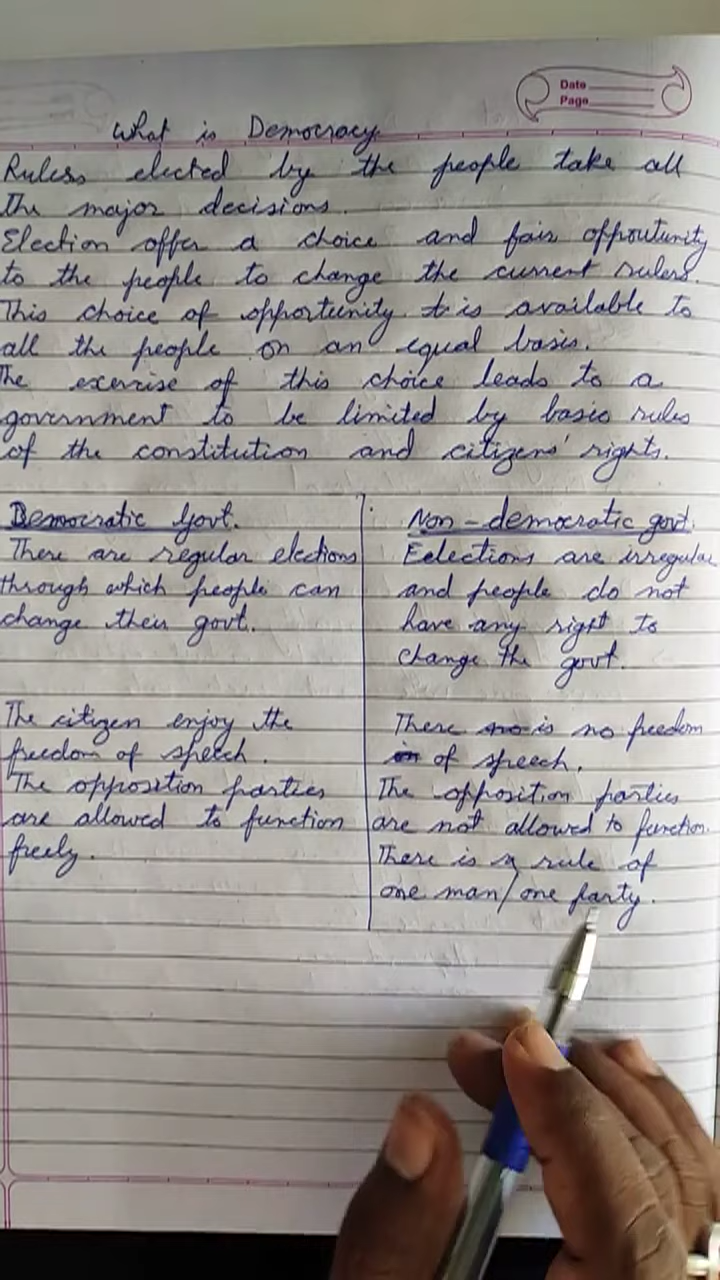 Date
Page
What is Democracy
Rulers elected by the people take all
the major decisions.
Election offer a choice and fair opportunity
to the people to change the current rulers.
This choice of opportunity is available to
all the people on an equal basis.
The exercise of this choice leads to a
government to be limited by basic rules
of the constitution and citizens' rights.
Democratic Govt.
There are regular elections
through which people can
change their govt.
The citizen enjoy the
freedom of speech.
The opposition parties
are allowed to function
freely.
Non-democratic govt.
Eelections are irregular
and people do not
have any right to
change the govt.
There is no freedom
of speech.
The opposition parties
are not allowed to function.
There is rule of
one man/one party.